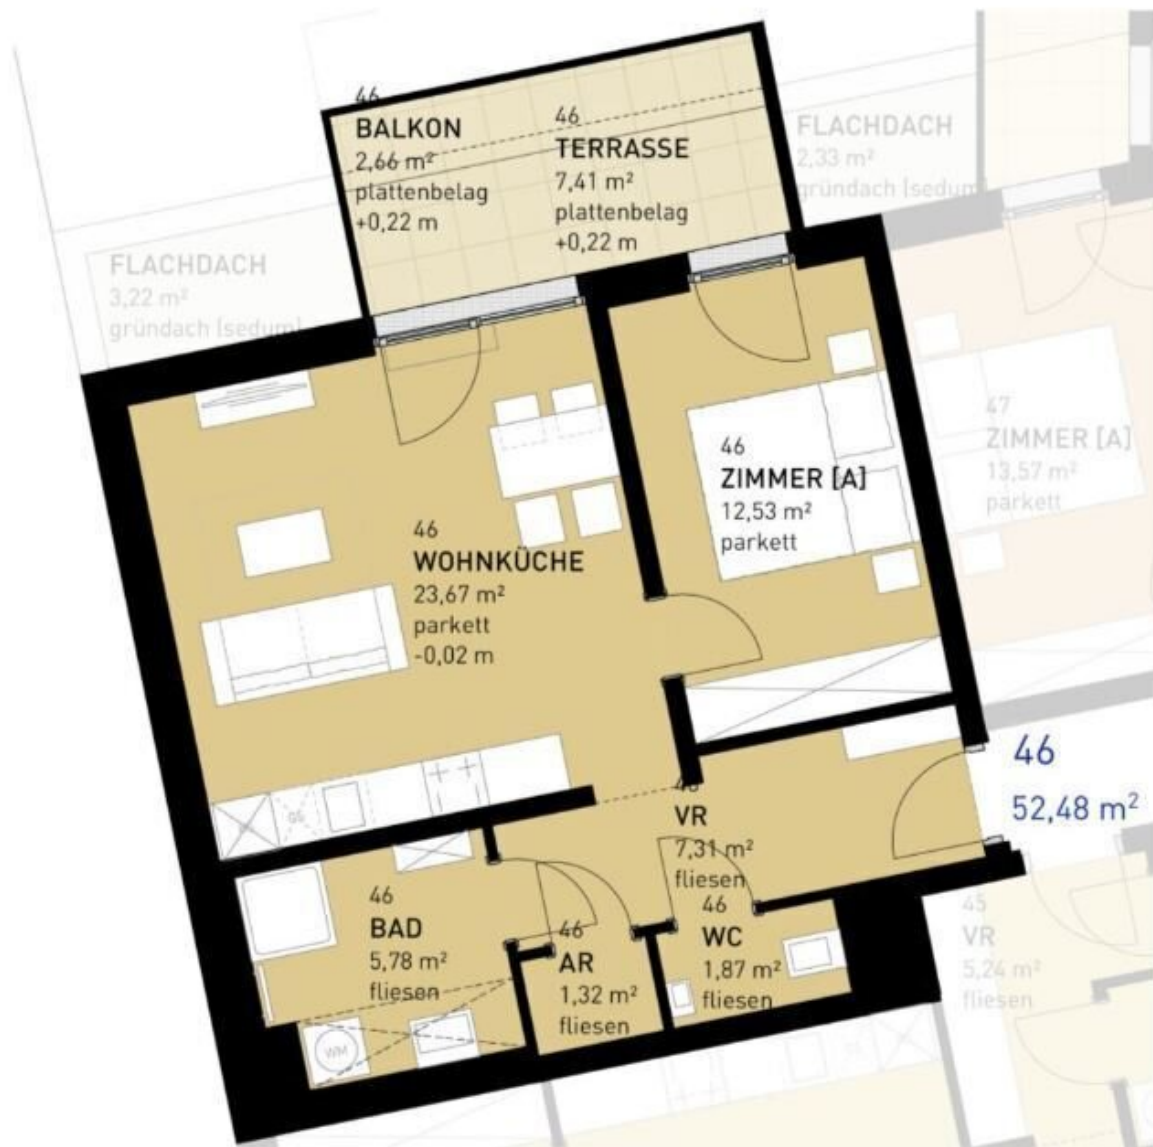 46
BALKON
2,66 m²
plattenbelag
+0,22 m
46
TERRASSE
7,41 m²
plattenbelag
+0,22 m
FLACHDACH
2,33 m²
gründach [sedum]
FLACHDACH
3,22 m²
gründach [sedum]
46
ZIMMER [A]
12,53 m²
parkett
47
ZIMMER [A]
13,57 m²
parkett
46
WOHNKÜCHE
23,67 m²
parkett
-0,02 m
46
52,48 m²
GS
46
VR
7,31 m²
fliesen
46
BAD
5,78 m²
fliesen
46
AR
1,32 m²
fliesen
46
WC
1,87 m²
fliesen
45
VR
5,24 m²
fliesen
WM